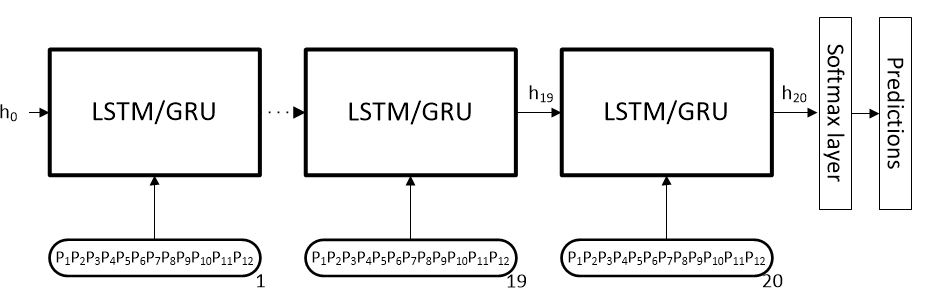 h₀
LSTM/GRU
· · ·
LSTM/GRU
h₁₉
LSTM/GRU
h₂₀
Softmax layer
Predictions
P₁P₂P₃P₄P₅P₆P₇P₈P₉P₁₀P₁₁P₁₂
1
P₁P₂P₃P₄P₅P₆P₇P₈P₉P₁₀P₁₁P₁₂
19
P₁P₂P₃P₄P₅P₆P₇P₈P₉P₁₀P₁₁P₁₂
20